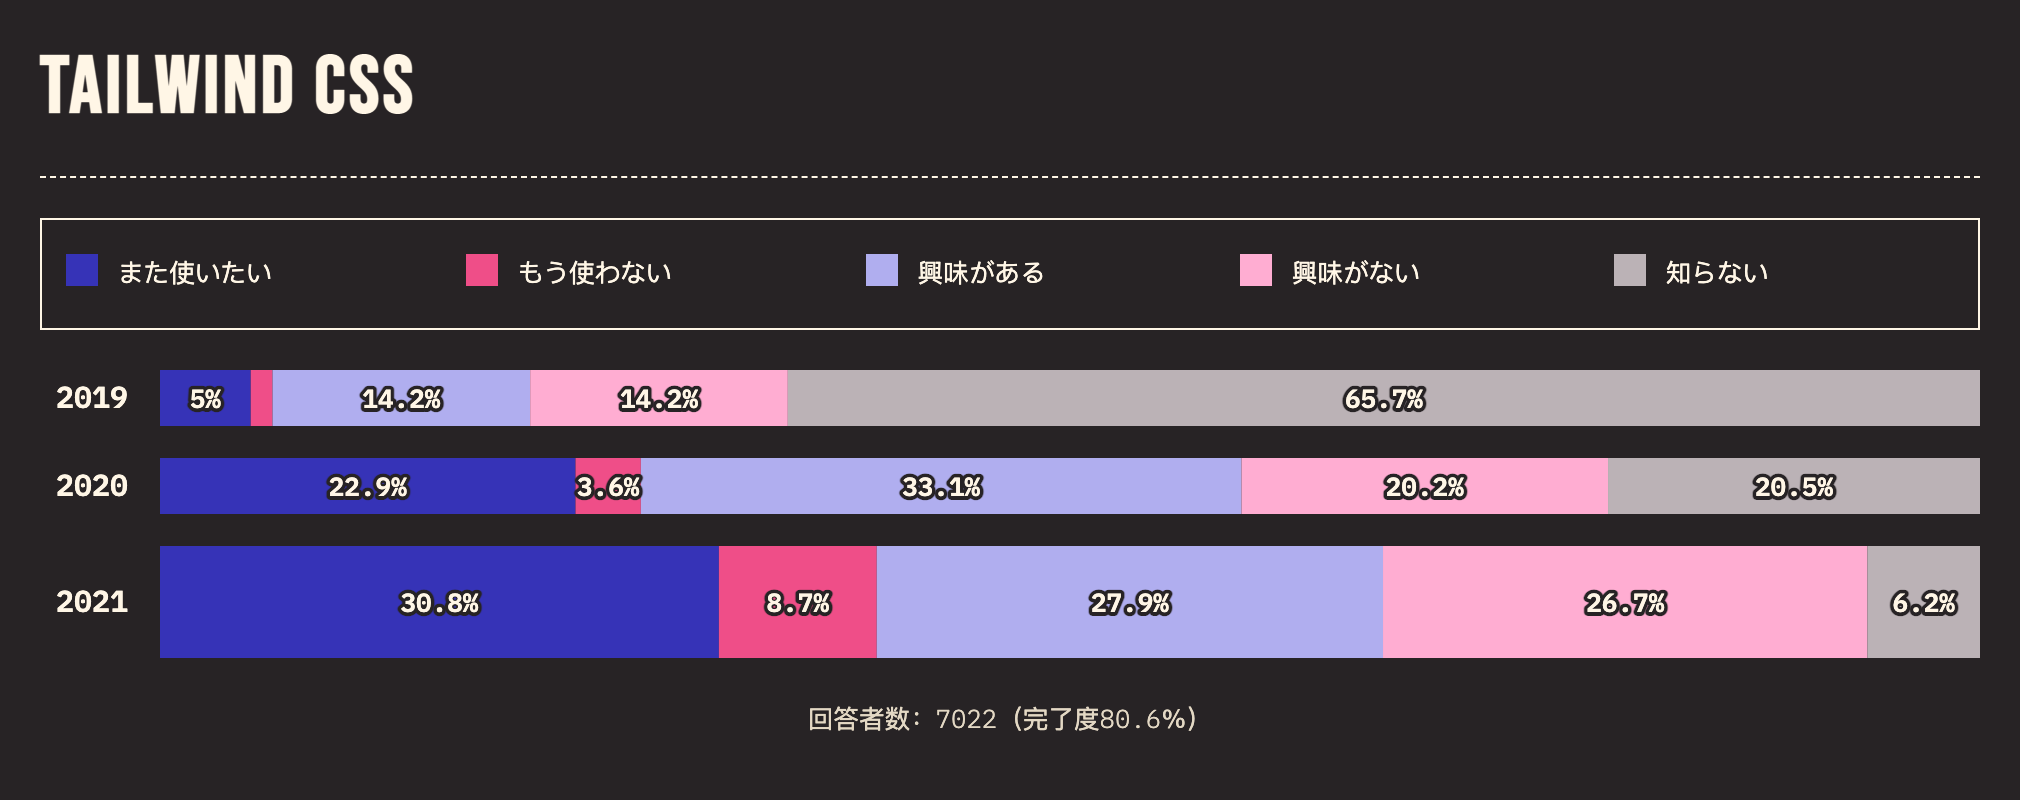 TAILWIND CSS
また使いたい もう使わない 興味がある 興味がない 知らない
2019 5% 14.2% 14.2% 65.7%
2020 22.9% 3.6% 33.1% 20.2% 20.5%
2021 30.8% 8.7% 27.9% 26.7% 6.2%
回答者数: 7022 (完了度80.6%)